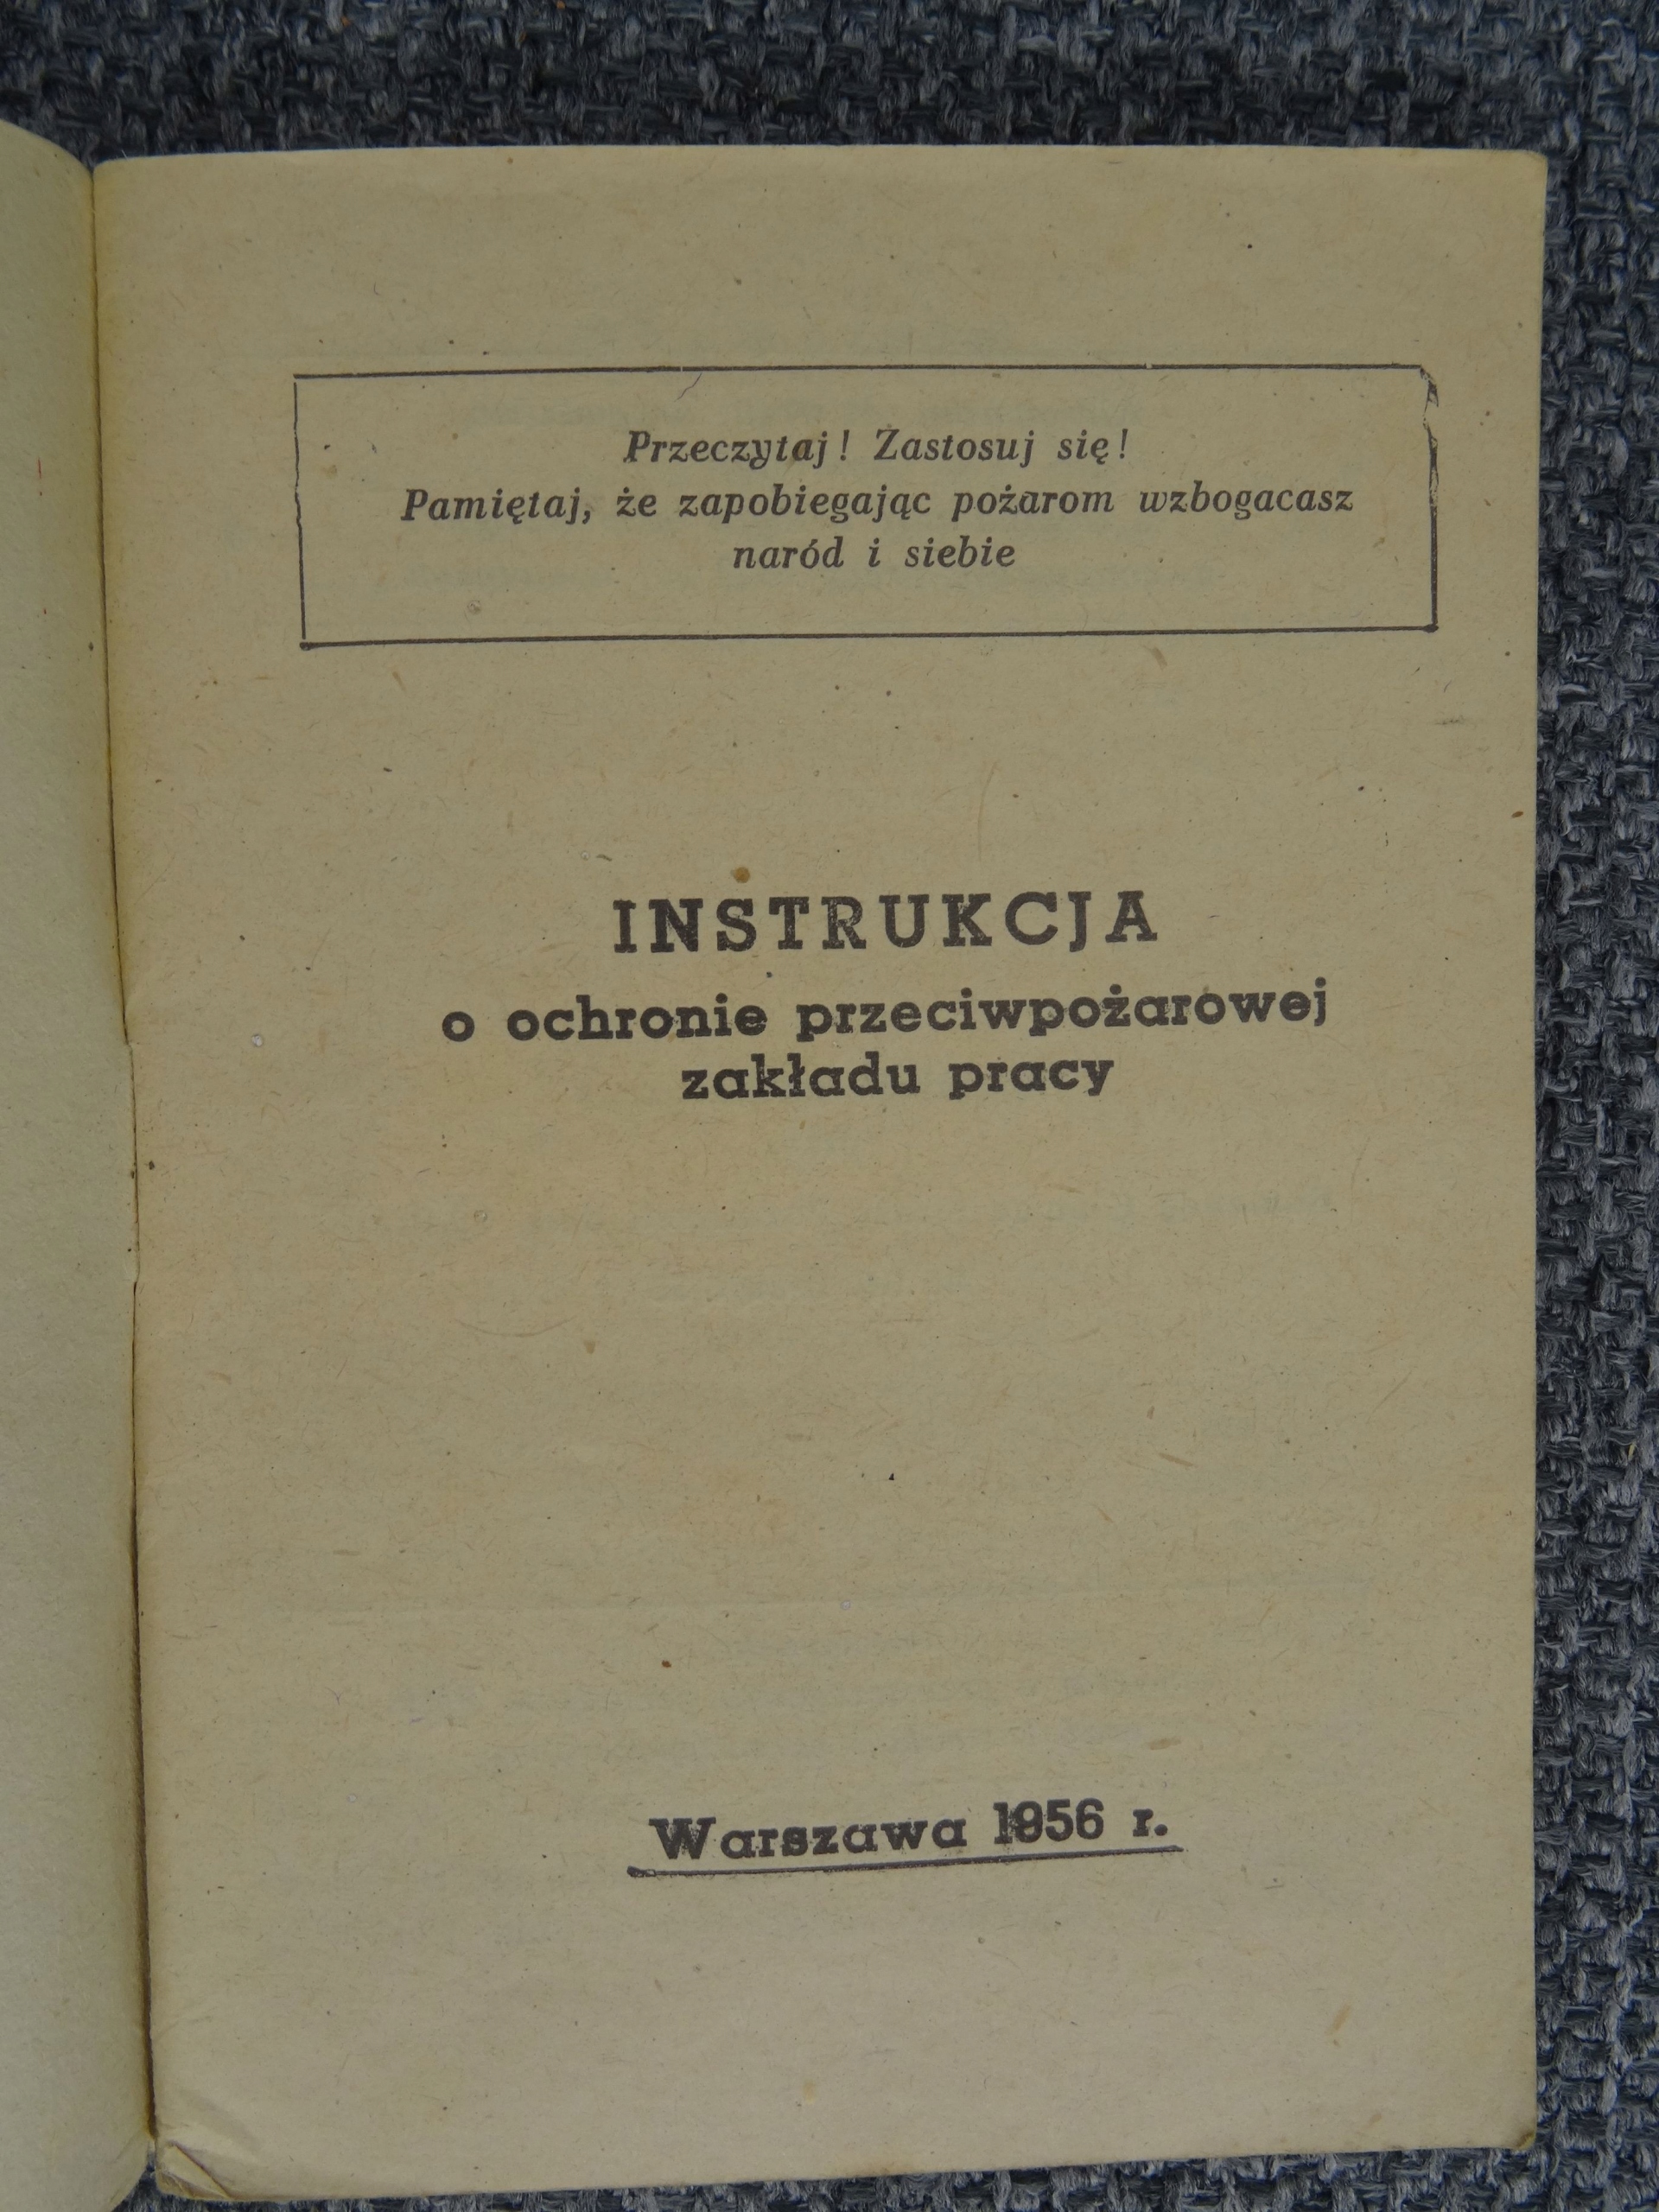 Przeczytaj! Zastosuj się!
Pamiętaj, że zapobiegając pożarom wzbogacasz
naród i siebie
INSTRUKCJA
o ochronie przeciwpożarowej
zakładu pracy
Warszawa 1956 r.